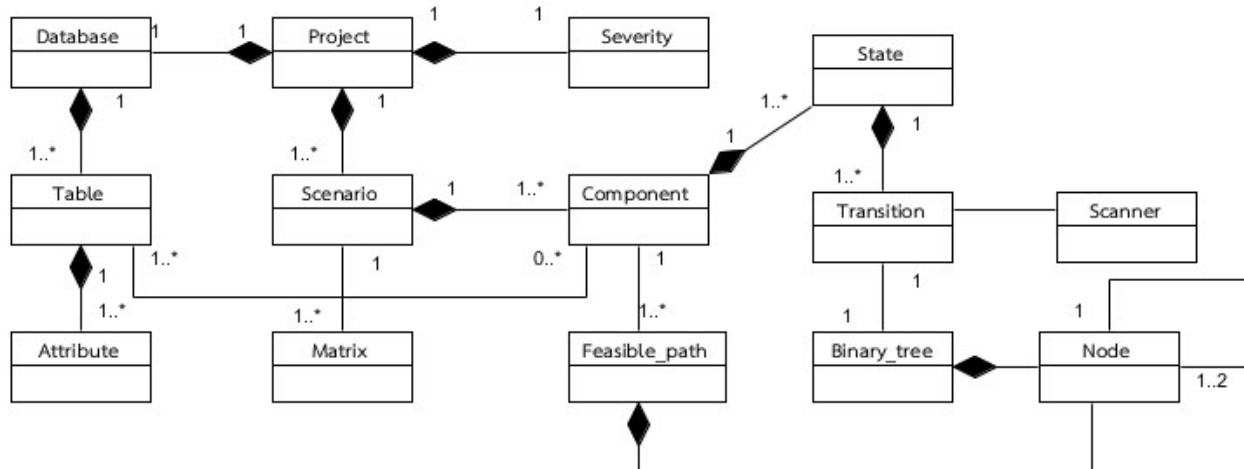 Database
1
1
Project
1
1
Severity
State
1
1..*
1
1..*
1
1
1..*
1..*
1
1..*
Table
Scenario
Component
Transition
Scanner
1..*
1
0..*
1
1
1
1..*
1..*
1..*
1
1
Attribute
Matrix
Feasible_path
Binary_tree
Node
1..2